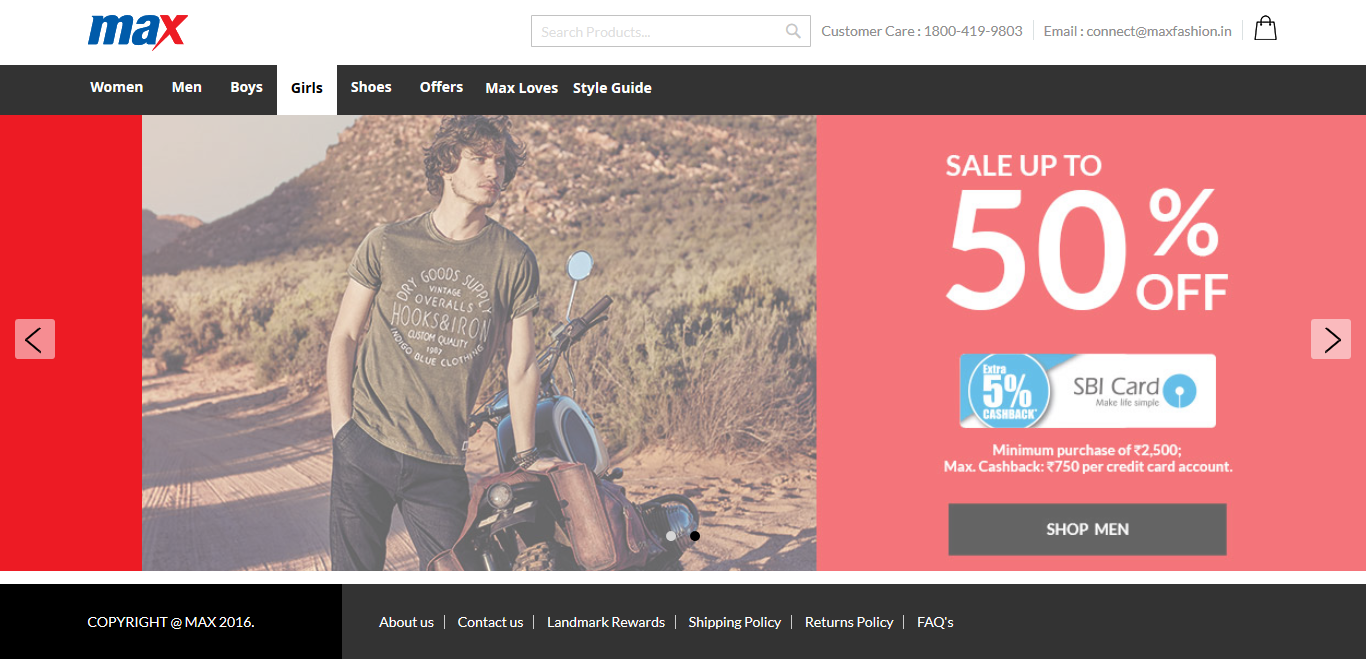 max
Search Products...
Customer Care : 1800-419-9803
Email : connect@maxfashion.in
Women Men Boys Girls Shoes Offers Max Loves Style Guide
DRY GOODS SUPPLY
VINTAGE
OVERALLS
HOOKS&IRON
CUSTOM QUALITY
1967
INDIGO BLUE CLOTHING
SALE UP TO
50%
OFF
Extra
5%
CASHBACK*
SBI Card
Make life simple
Minimum purchase of ₹2,500;
Max. Cashback: ₹750 per credit card account.
SHOP MEN
COPYRIGHT @ MAX 2016.
About us Contact us Landmark Rewards Shipping Policy Returns Policy FAQ's